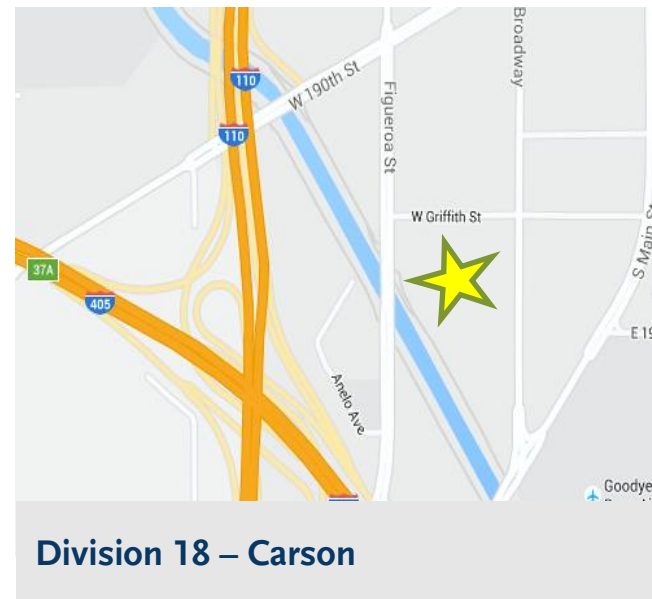 Broadway
110
W 190th St
110
Figueroa St
W Griffith St
S Main St
37A
405
E 19
Anelo Ave
Goodye
Division 18 – Carson